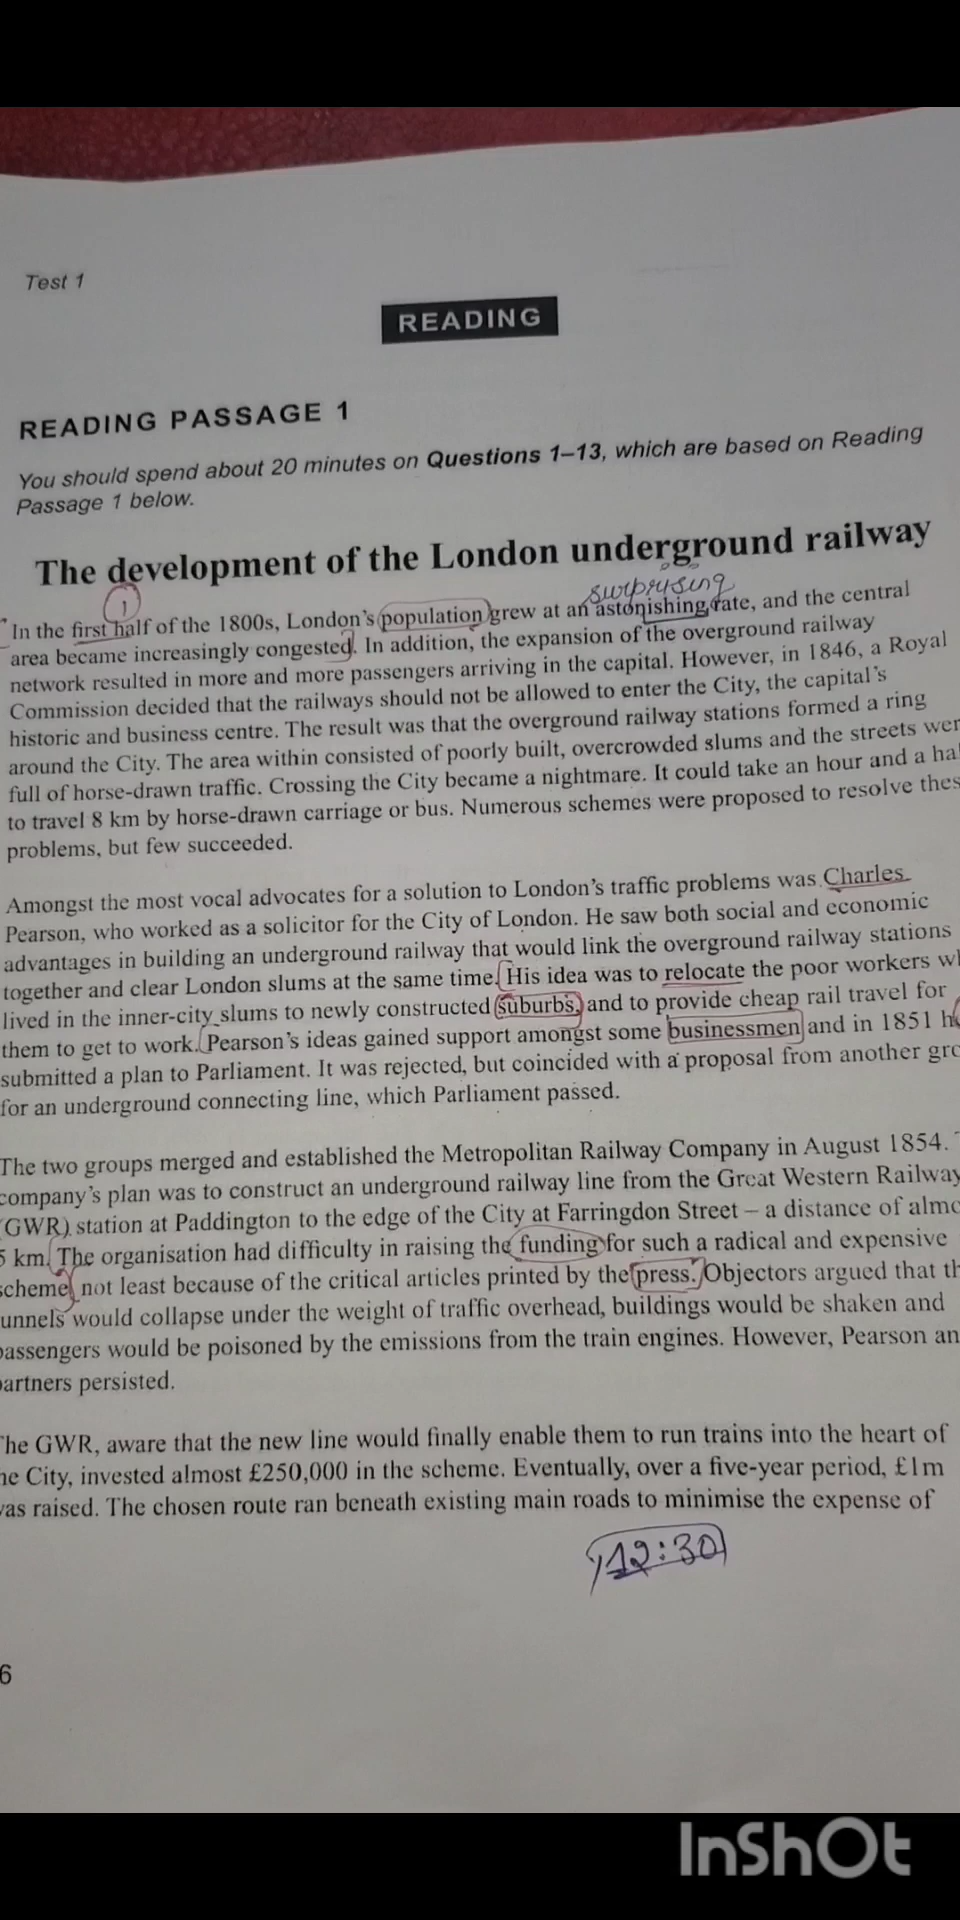 Test 1
READING
READING PASSAGE 1
You should spend about 20 minutes on Questions 1–13, which are based on Reading
Passage 1 below.
The development of the London underground railway
1
surprising
In the first half of the 1800s, London's population grew at an astonishing rate, and the central
area became increasingly congested. In addition, the expansion of the overground railway
network resulted in more and more passengers arriving in the capital. However, in 1846, a Royal
Commission decided that the railways should not be allowed to enter the City, the capital's
historic and business centre. The result was that the overground railway stations formed a ring
around the City. The area within consisted of poorly built, overcrowded slums and the streets wer
full of horse-drawn traffic. Crossing the City became a nightmare. It could take an hour and a hal
to travel 8 km by horse-drawn carriage or bus. Numerous schemes were proposed to resolve thes
problems, but few succeeded.
Amongst the most vocal advocates for a solution to London's traffic problems was Charles
Pearson, who worked as a solicitor for the City of London. He saw both social and economic
advantages in building an underground railway that would link the overground railway stations
together and clear London slums at the same time. His idea was to relocate the poor workers wh
lived in the inner-city slums to newly constructed suburbs, and to provide cheap rail travel for
them to get to work. Pearson's ideas gained support amongst some businessmen and in 1851 h
submitted a plan to Parliament. It was rejected, but coincided with a proposal from another gro
for an underground connecting line, which Parliament passed.
The two groups merged and established the Metropolitan Railway Company in August 1854. T
company's plan was to construct an underground railway line from the Great Western Railway
(GWR) station at Paddington to the edge of the City at Farringdon Street – a distance of almo
5 km. The organisation had difficulty in raising the funding for such a radical and expensive
scheme, not least because of the critical articles printed by the press. Objectors argued that th
unnels would collapse under the weight of traffic overhead, buildings would be shaken and
passengers would be poisoned by the emissions from the train engines. However, Pearson an
partners persisted.
The GWR, aware that the new line would finally enable them to run trains into the heart of
he City, invested almost £250,000 in the scheme. Eventually, over a five-year period, £1m
was raised. The chosen route ran beneath existing main roads to minimise the expense of
12:30
6
InShOt